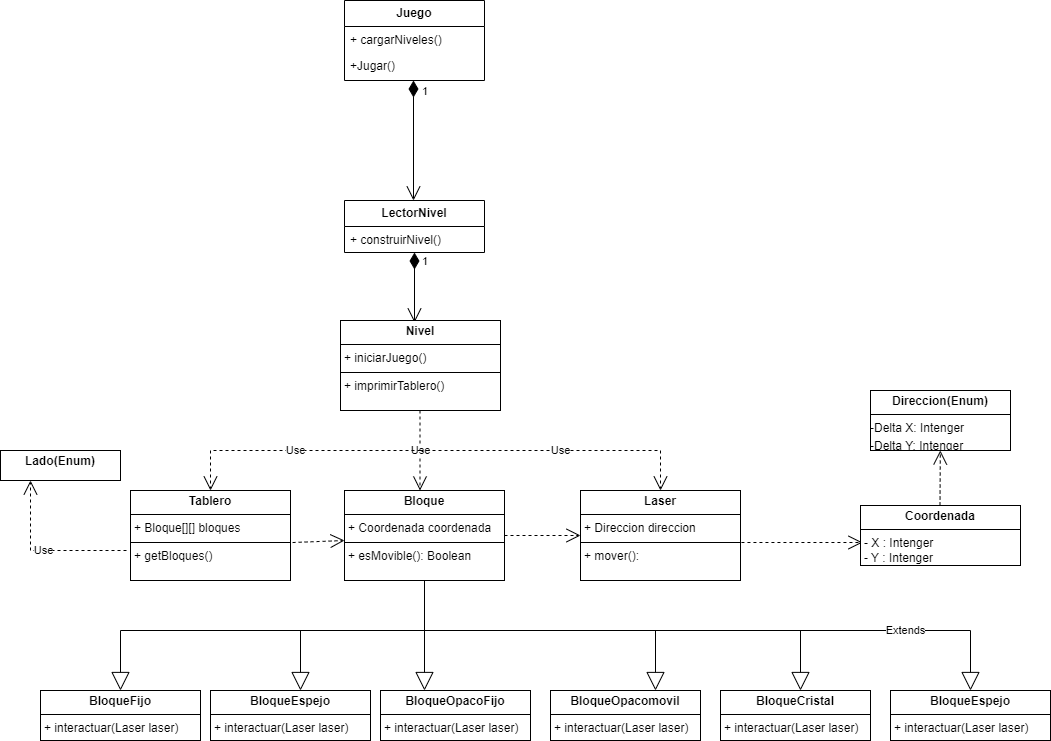 Juego
+ cargarNiveles()
+Jugar()
1
LectorNivel
+ construirNivel()
1
Nivel
+ iniciarJuego()
+ imprimirTablero()
Use
Use
Use
Direccion(Enum)
-Delta X: Intenger
-Delta Y: Intenger
Lado(Enum)
Use
Tablero
+ Bloque[][] bloques
+ getBloques()
Bloque
+ Coordenada coordenada
+ esMovible(): Boolean
Laser
+ Direccion direccion
+ mover():
Coordenada
- X : Intenger
- Y : Intenger
Extends
BloqueFijo
+ interactuar(Laser laser)
BloqueEspejo
+ interactuar(Laser laser)
BloqueOpacoFijo
+ interactuar(Laser laser)
BloqueOpacomovil
+ interactuar(Laser laser)
BloqueCristal
+ interactuar(Laser laser)
BloqueEspejo
+ interactuar(Laser laser)